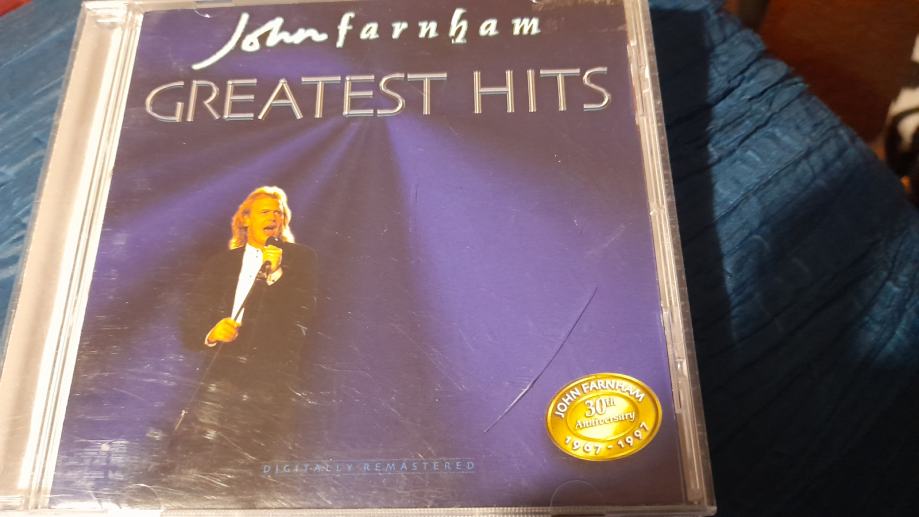 John farnham
GREATEST HITS
JOHN FARNHAM
30th
Anniversary
1967-1997
DIGITALLY REMASTERED